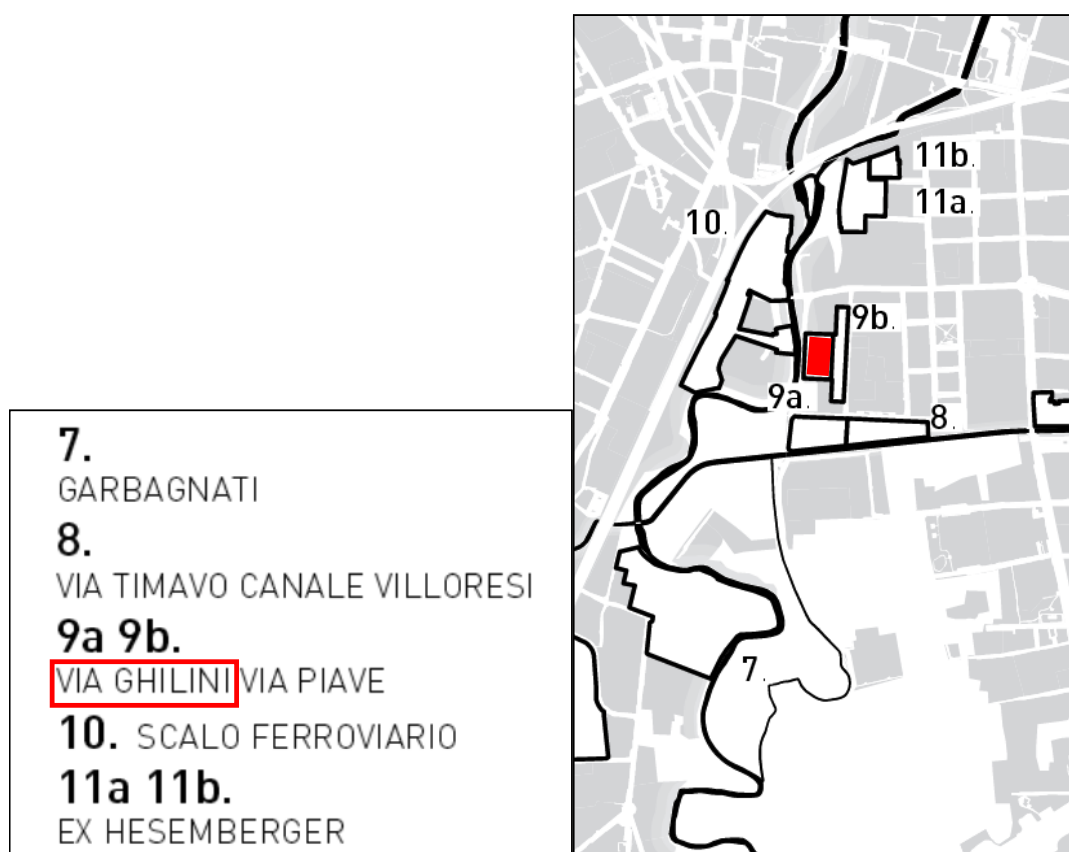 7.
GARBAGNATI
8.
VIA TIMAVO CANALE VILLORESI
9a 9b.
VIA GHILINI VIA PIAVE
10. SCALO FERROVIARIO
11a 11b.
EX HESEMBERGER
11b.
11a.
10.
9b.
9a.
8.
7.